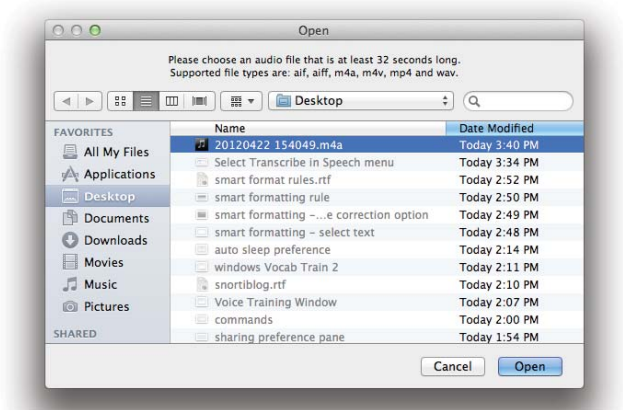 Open
Please choose an audio file that is at least 32 seconds long.
Supported file types are: aif, aiff, m4a, m4v, mp4 and wav.
Desktop
FAVORITES
All My Files
Applications
Desktop
Documents
Downloads
Movies
Music
Pictures
SHARED
Name Date Modified
20120422 154049.m4a Today 3:40 PM
Select Transcribe in Speech menu Today 3:34 PM
smart format rules.rtf Today 2:52 PM
smart formatting rule Today 2:50 PM
smart formatting –...e correction option Today 2:49 PM
smart formatting – select text Today 2:48 PM
auto sleep preference Today 2:14 PM
windows Vocab Train 2 Today 2:11 PM
snortiblog.rtf Today 2:10 PM
Voice Training Window Today 2:07 PM
commands Today 2:00 PM
sharing preference pane Today 1:54 PM
Cancel Open